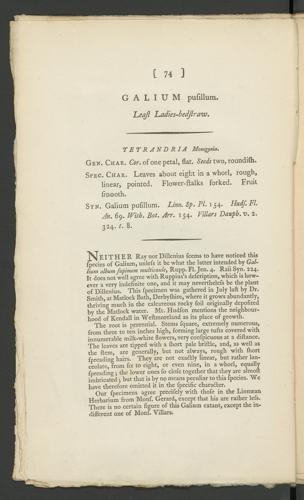 [ 74 ]
GALIUM pusillum.
Least Ladies-bedstraw.
TETRANDRIA Monogynia.
GEN. CHAR. Cor. of one petal, flat. Seeds two, roundish.
SPEC. CHAR. Leaves about eight in a whorl, rough,
linear, pointed. Flower-stalks forked. Fruit
smooth.
SYN. Galium pusillum. Linn. Sp. Pl. 154. Huds. Fl.
An. 69. With. Bot. Arr. 154. Villars Dauph. v. 2.
324. t. 8.
NEITHER Ray nor Dillenius seems to have noticed this
species of Galium, unless it be what the latter intended by Gal-
lium album supinum multicaule, Rupp. Fl. Jen. 4. Raii Syn. 224.
It does not well agree with Ruppius's description, which is how-
ever a very indefinite one, and it may nevertheless be the plant
of Dillenius. This specimen was gathered in July last by Dr.
Smith, at Matlock Bath, Derbyshire, where it grows abundantly,
thriving much in the calcareous rocky soil originally deposited
by the Matlock water. Mr. Hudson mentions the neighbour-
hood of Kendall in Westmoreland as its place of growth.
The root is perennial. Stems square, extremely numerous,
from three to ten inches high, forming large tufts covered with
innumerable milk-white flowers, very conspicuous at a distance.
The leaves are tipped with a short pale bristle, and, as well as
the stem, are generally, but not always, rough with short
spreading hairs. They are not exactly linear, but rather lan-
ceolate, from six to eight, or even nine, in a whorl, equally
spreading; the lower ones so close together that they are almost
imbricated; but that is by no means peculiar to this species. We
have therefore omitted it in the specific character.
Our specimens agree precisely with those in the Linnæan
Herbarium from Mons. Gerard, except that his are rather less.
There is no certain figure of this Galium extant, except the in-
different one of Mons. Villars.